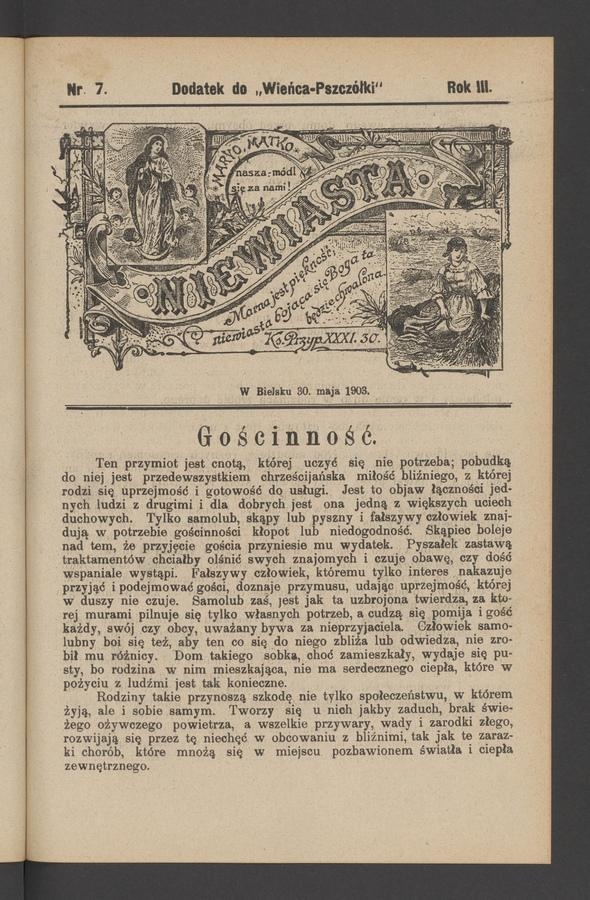 Nr. 7. Dodatek do „Wieńca-Pszczółki“ Rok III.
MARYO, MATKO
nasza, módl
się za nami!
NIEWIASTA
Marna jest piękność,
niewiasta bojąca się Boga ta
będzie chwalona.
Ks. Przyp XXXI. 30.
W Bielsku 30. maja 1903.
Gościnność.
Ten przymiot jest cnotą, której uczyć się nie potrzeba; pobudką
do niej jest przedewszystkiem chrześcijańska miłość bliźniego, z której
rodzi się uprzejmość i gotowość do usługi. Jest to objaw łączności jed-
nych ludzi z drugimi i dla dobrych jest ona jedną z większych uciech
duchowych. Tylko samolub, skąpy lub pyszny i fałszywy człowiek znaj-
dują w potrzebie gościnności kłopot lub niedogodność. Skąpiec boleje
nad tem, że przyjęcie gościa przyniesie mu wydatek. Pyszałek zastawą
traktamentów chciałby olśnić swych znajomych i czuje obawę, czy dość
wspaniale wystąpi. Fałszywy człowiek, któremu tylko interes nakazuje
przyjąć i podejmować gości, doznaje przymusu, udając uprzejmość, której
w duszy nie czuje. Samolub zaś, jest jak ta uzbrojona twierdza, za któ-
rej murami pilnuje się tylko własnych potrzeb, a cudzą się pomija i gość
każdy, swój czy obcy, uważany bywa za nieprzyjaciela. Człowiek samo-
lubny boi się też, aby ten co się do niego zbliża lub odwiedza, nie zro-
bił mu różnicy. Dom takiego sobka, choć zamieszkały, wydaje się pu-
sty, bo rodzina w nim mieszkająca, nie ma serdecznego ciepła, które w
pożyciu z ludźmi jest tak konieczne.
Rodziny takie przynoszą szkodę nie tylko społeczeństwu, w którem
żyją, ale i sobie samym. Tworzy się u nich jakby zaduch, brak świe-
żego ożywczego powietrza, a wszelkie przywary, wady i zarodki złego,
rozwijają się przez tę niechęć w obcowaniu z bliźnimi, tak jak te zaraz-
ki chorób, które mnożą się w miejscu pozbawionem światła i ciepła
zewnętrznego.